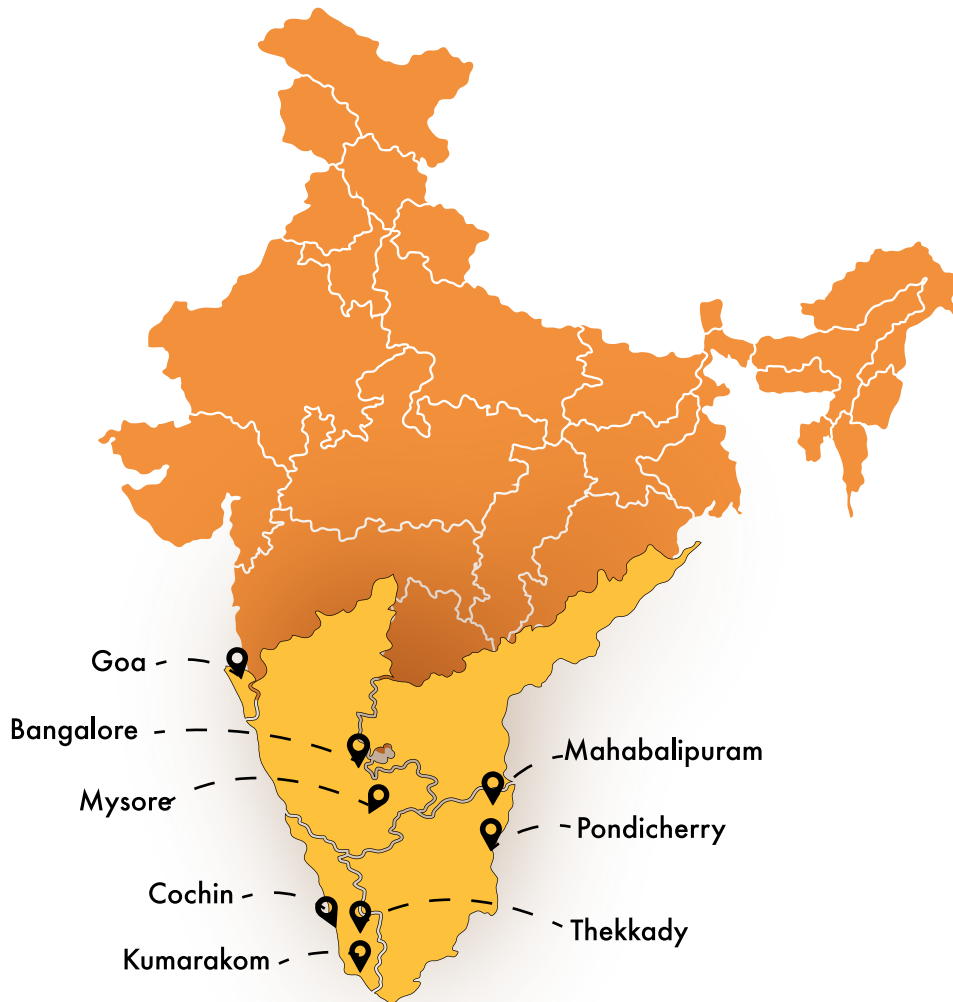 Goa
Bangalore
Mahabalipuram
Mysore
Pondicherry
Cochin
Thekkady
Kumarakom